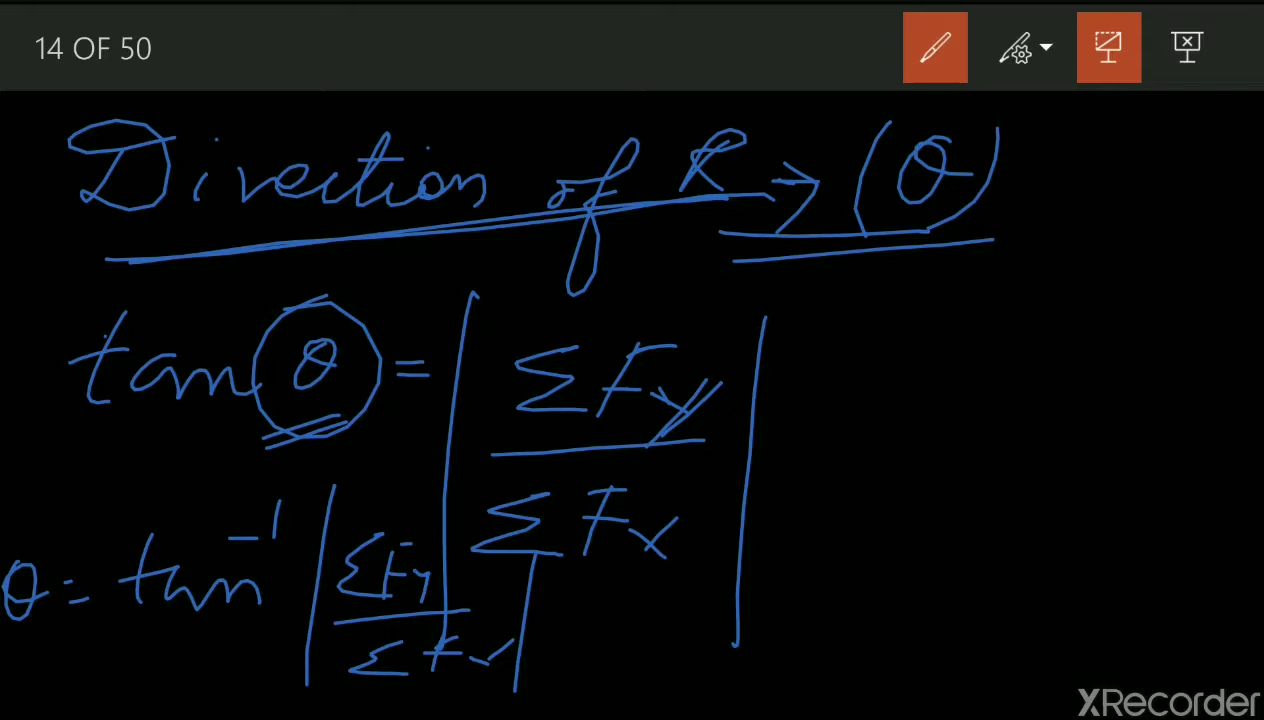 14 OF 50
Direction of R → (θ)
tan θ = | ΣFy / ΣFx |
θ = tan⁻¹ | ΣFy / ΣFx |
XRecorder